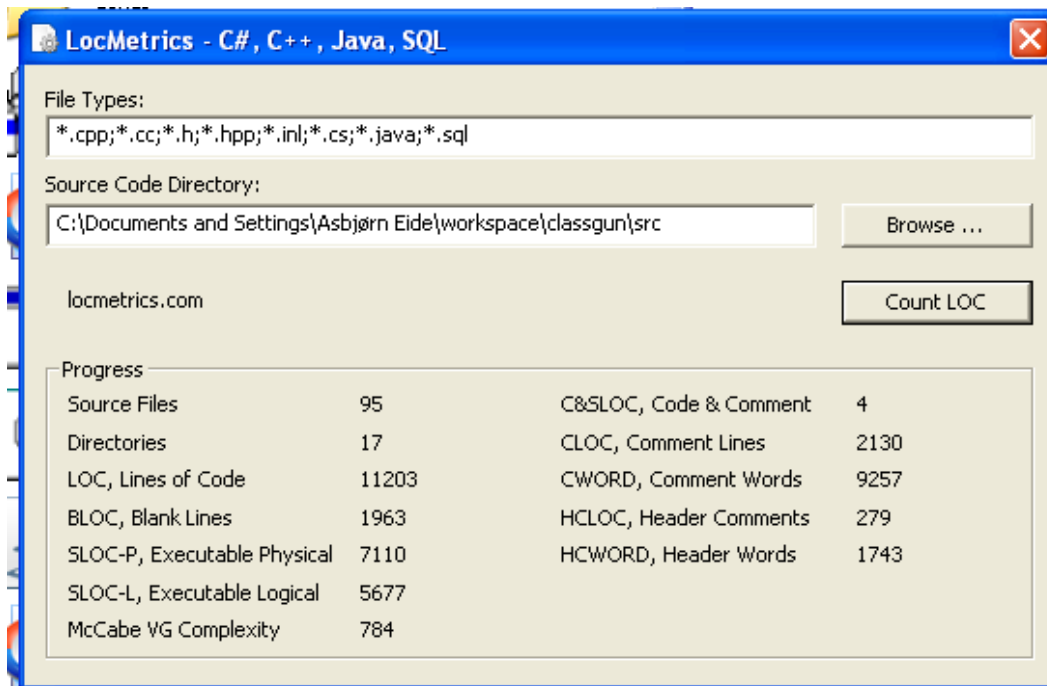 LocMetrics - C#, C++, Java, SQL
File Types:
*.cpp;*.cc;*.h;*.hpp;*.inl;*.cs;*.java;*.sql
Source Code Directory:
C:\Documents and Settings\Asbjørn Eide\workspace\classgun\src
Browse ...
locmetrics.com
Count LOC
Progress
Source Files 95 C&SLOC, Code & Comment 4
Directories 17 CLOC, Comment Lines 2130
LOC, Lines of Code 11203 CWORD, Comment Words 9257
BLOC, Blank Lines 1963 HCLOC, Header Comments 279
SLOC-P, Executable Physical 7110 HCWORD, Header Words 1743
SLOC-L, Executable Logical 5677
McCabe VG Complexity 784